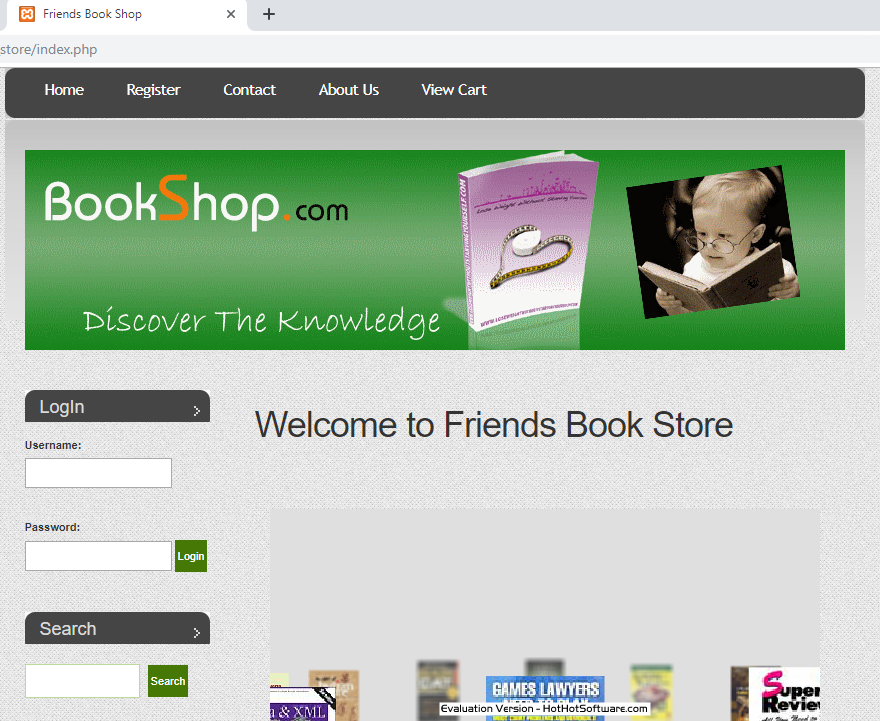 Friends Book Shop
store/index.php
Home Register Contact About Us View Cart
BookShop.com
Discover The Knowledge
LogIn
Welcome to Friends Book Store
Username:
Password:
Login
Search
Search
GAMES LAWYERS
Super
Review
& XML
Evaluation Version - HotHotSoftware.com